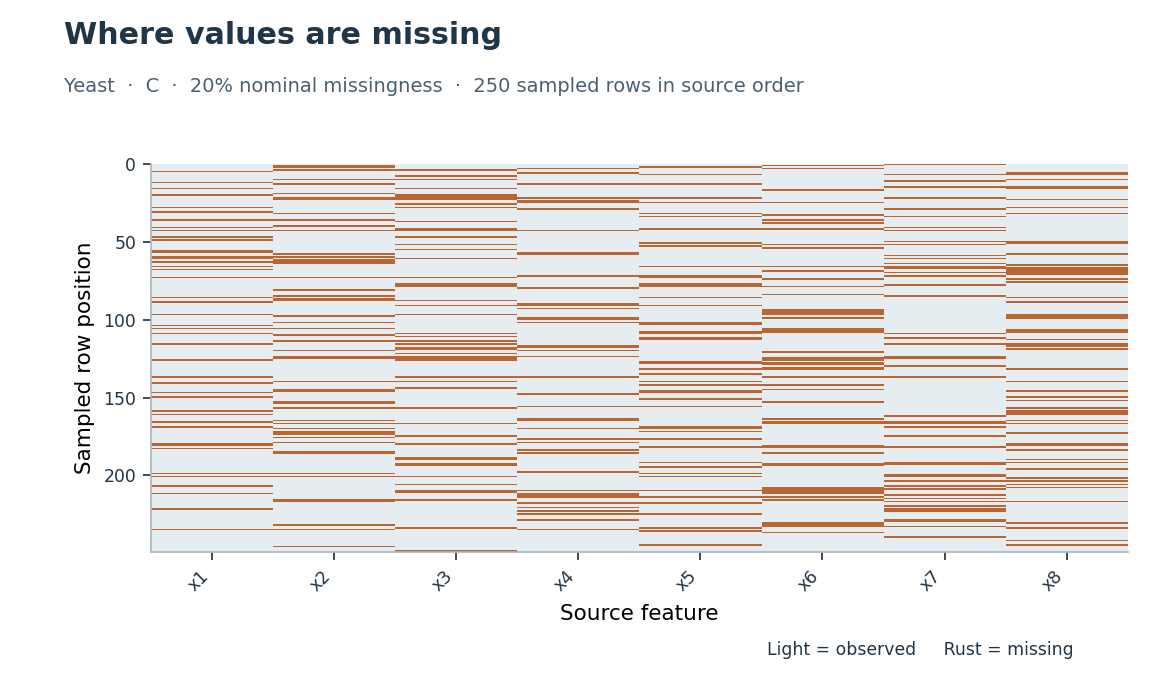 Where values are missing
Yeast · C · 20% nominal missingness · 250 sampled rows in source order
0
50
100
150
200
Sampled row position
x1 x2 x3 x4 x5 x6 x7 x8
Source feature
Light = observed Rust = missing